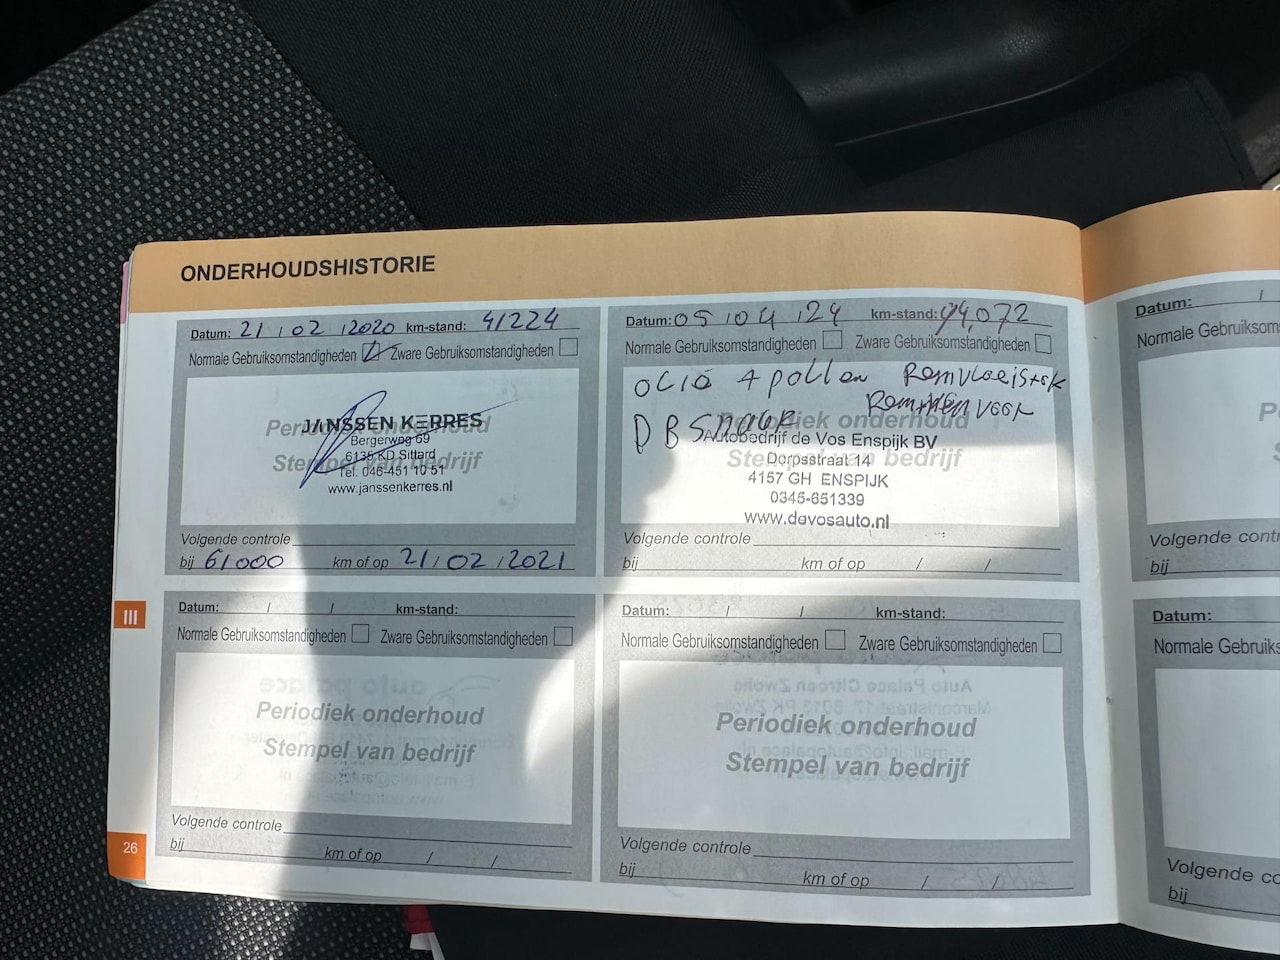 ONDERHOUDSHISTORIE
Datum: 21 / 02 / 2020 km-stand: 41224
Normale Gebruiksomstandigheden Zware Gebruiksomstandigheden
Periodiek onderhoud
Stempel van bedrijf
JANSSEN KERRES
Bergerweg 69
6135 KD Sittard
Tel. 046-451 10 51
www.janssenkerres.nl
Volgende controle
bij 61000 km of op 21 / 02 / 2021
Datum: 05 / 04 / 24 km-stand: 94,072
Normale Gebruiksomstandigheden Zware Gebruiksomstandigheden
Remvloeistok
Remmen voor
Periodiek onderhoud
Stempel van bedrijf
Autobedrijf de Vos Enspijk BV
Dorpsstraat 14
4157 GH ENSPIJK
0345-651339
www.devosauto.nl
Volgende controle
bij km of op / /
III
Datum: / / km-stand:
Normale Gebruiksomstandigheden Zware Gebruiksomstandigheden
Periodiek onderhoud
Stempel van bedrijf
Volgende controle
bij km of op / /
Datum: / / km-stand:
Normale Gebruiksomstandigheden Zware Gebruiksomstandigheden
Periodiek onderhoud
Stempel van bedrijf
Volgende controle
bij km of op / /
26
Datum: /
Normale Gebruiksoms
P
Volgende contr
bij
Datum:
Normale Gebruiks
Volgende co
bij